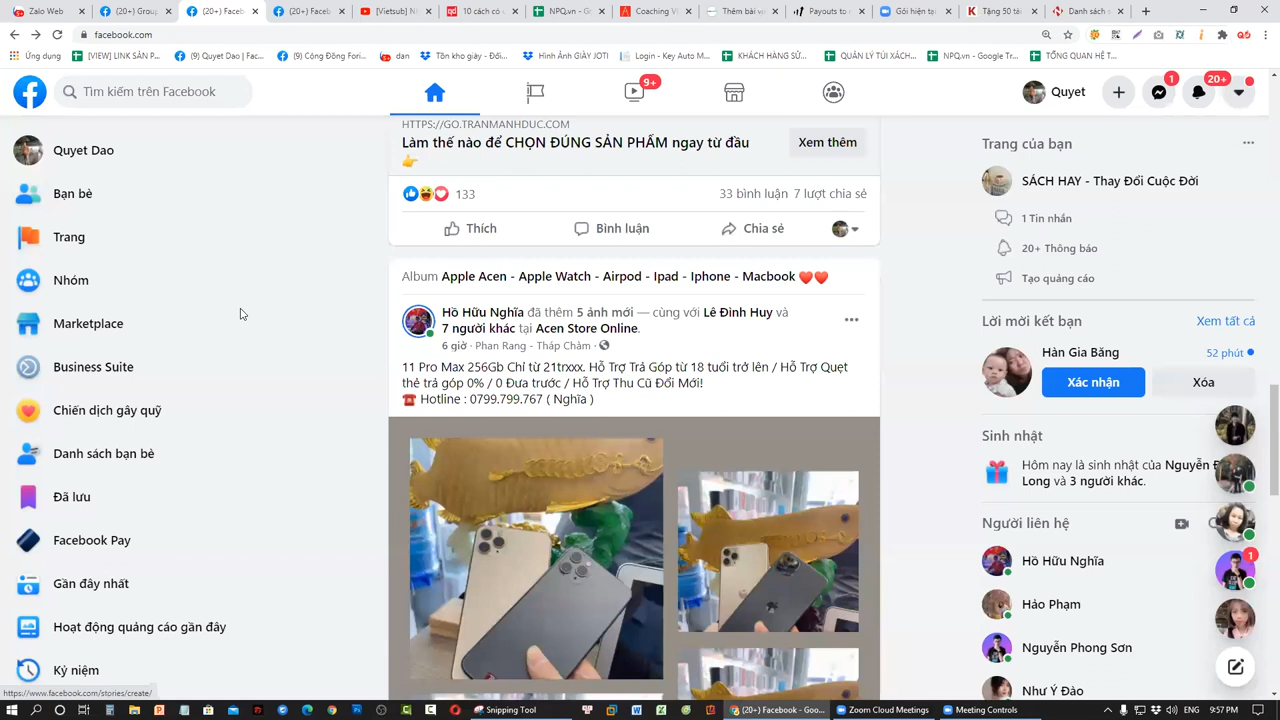 Zalo Web
(20+) Group
(20+) Faceb
(20+) Faceb
[Vietsub] N
10 cách có
NPQ.vn - G
Coaching V
Thêm bài v
Payouts to
Gói hiện tại
Tặng 50 tà
Danh sách
facebook.com
Ứng dụng
[VIEW] LINK SẢN P...
(9) Quyet Dao | Fac...
(9) Cộng Đồng Fori...
dan
Tồn kho giày - Đối...
Hình Ảnh GIÀY JOTI
Login - Key Auto M...
KHÁCH HÀNG SỬ...
QUẢN LÝ TÚI XÁCH...
NPQ.vn - Google Tr...
TỔNG QUAN HỆ T...
Tìm kiếm trên Facebook
9+
Quyet
1
20+
Quyet Dao
Bạn bè
Trang
Nhóm
Marketplace
Business Suite
Chiến dịch gây quỹ
Danh sách bạn bè
Đã lưu
Facebook Pay
Gần đây nhất
Hoạt động quảng cáo gần đây
Kỷ niệm
https://www.facebook.com/stories/create/
HTTPS://GO.TRANMANHDUC.COM
Làm thế nào để CHỌN ĐÚNG SẢN PHẨM ngay từ đầu
👉
Xem thêm
133
33 bình luận 7 lượt chia sẻ
Thích
Bình luận
Chia sẻ
Album Apple Acen - Apple Watch - Airpod - Ipad - Iphone - Macbook ❤️❤️
Hồ Hữu Nghĩa đã thêm 5 ảnh mới — cùng với Lê Đình Huy và
7 người khác tại Acen Store Online.
6 giờ · Phan Rang - Tháp Chàm ·
11 Pro Max 256Gb Chỉ từ 21trxxx. Hỗ Trợ Trả Góp từ 18 tuổi trở lên / Hỗ Trợ Quẹt
thẻ trả góp 0% / 0 Đưa trước / Hỗ Trợ Thu Cũ Đổi Mới!
☎️ Hotline : 0799.799.767 ( Nghĩa )
Trang của bạn
SÁCH HAY - Thay Đổi Cuộc Đời
1 Tin nhắn
20+ Thông báo
Tạo quảng cáo
Lời mời kết bạn
Xem tất cả
Hàn Gia Băng
52 phút
Xác nhận
Xóa
Sinh nhật
Hôm nay là sinh nhật của Nguyễn
Long và 3 người khác.
Người liên hệ
Hồ Hữu Nghĩa
1
Hảo Phạm
Nguyễn Phong Sơn
Như Ý Đào
Snipping Tool
(20+) Facebook - Goo...
Zoom Cloud Meetings
Meeting Controls
ENG
9:57 PM